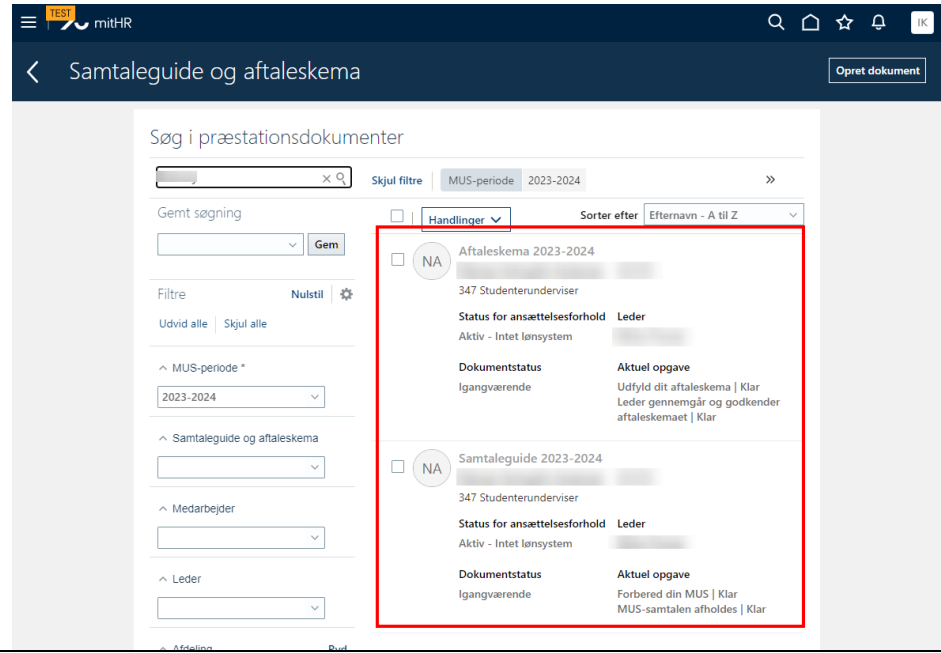 TEST
mitHR
IK
Samtaleguide og aftaleskema
Opret dokument
Søg i præstationsdokumenter
Skjul filtre
MUS-periode 2023-2024
Gemt søgning
Gem
Handlinger
Sorter efter Efternavn - A til Z
Filtre
Nulstil
Udvid alle
Skjul alle
MUS-periode *
2023-2024
Samtaleguide og aftaleskema
Medarbejder
Leder
Afdeling
Ryd
NA
Aftaleskema 2023-2024
347 Studenterunderviser
Status for ansættelsesforhold Leder
Aktiv - Intet lønsystem
Dokumentstatus Aktuel opgave
Igangværende
Udfyld dit aftaleskema | Klar
Leder gennemgår og godkender
aftaleskemaet | Klar
NA
Samtaleguide 2023-2024
347 Studenterunderviser
Status for ansættelsesforhold Leder
Aktiv - Intet lønsystem
Dokumentstatus Aktuel opgave
Igangværende
Forbered din MUS | Klar
MUS-samtalen afholdes | Klar